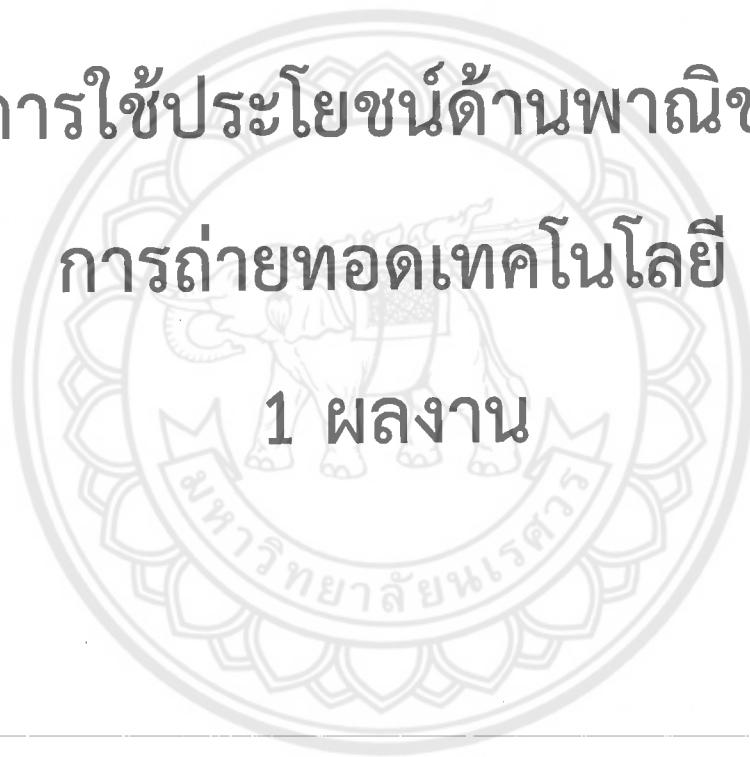 การใช้ประโยชน์ด้านพาณิช
การถ่ายทอดเทคโนโลยี
1 ผลงาน
มหาวิทยาลัยนเรศวร